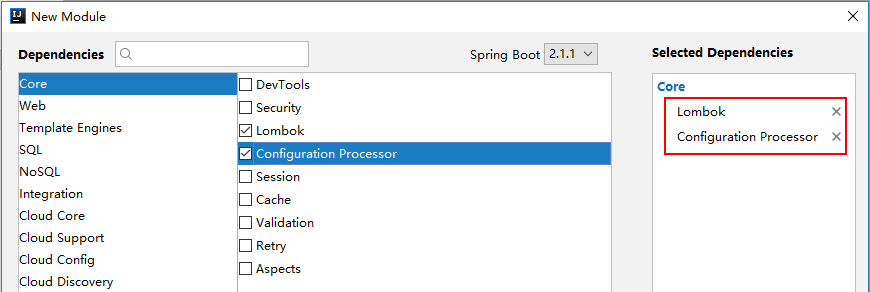 New Module
Dependencies
Spring Boot 2.1.1
Selected Dependencies
Core
Web
Template Engines
SQL
NoSQL
Integration
Cloud Core
Cloud Support
Cloud Config
Cloud Discovery
DevTools
Security
Lombok
Configuration Processor
Session
Cache
Validation
Retry
Aspects
Core
Lombok
Configuration Processor